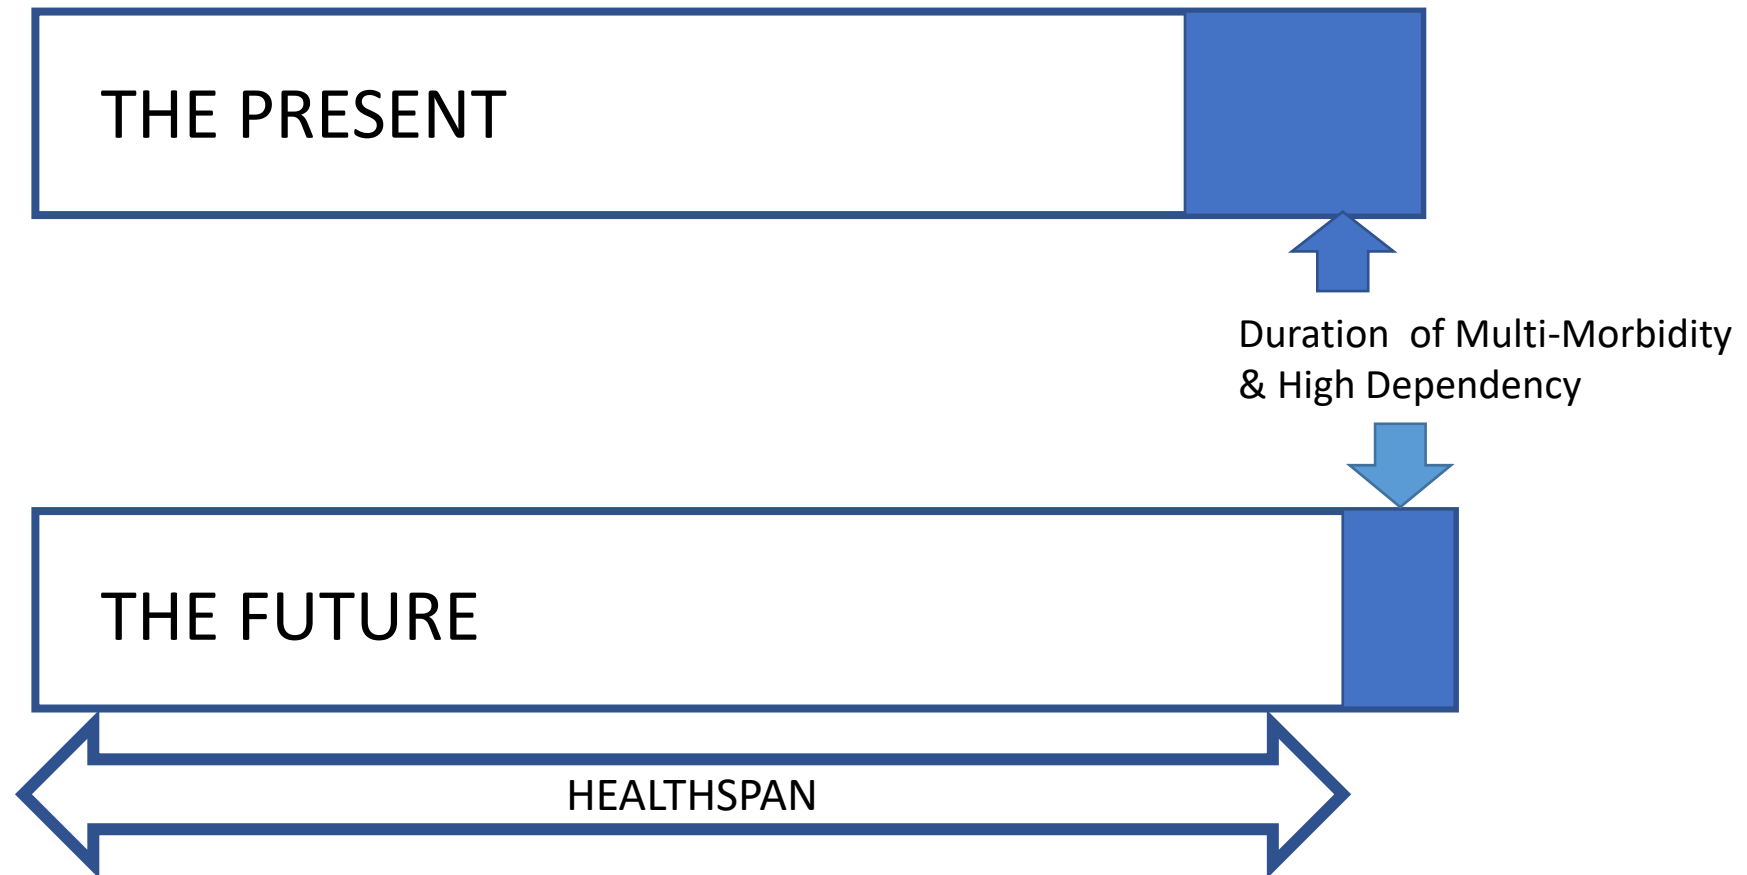 THE PRESENT
Duration  of Multi-Morbidity
& High Dependency
THE FUTURE
HEALTHSPAN